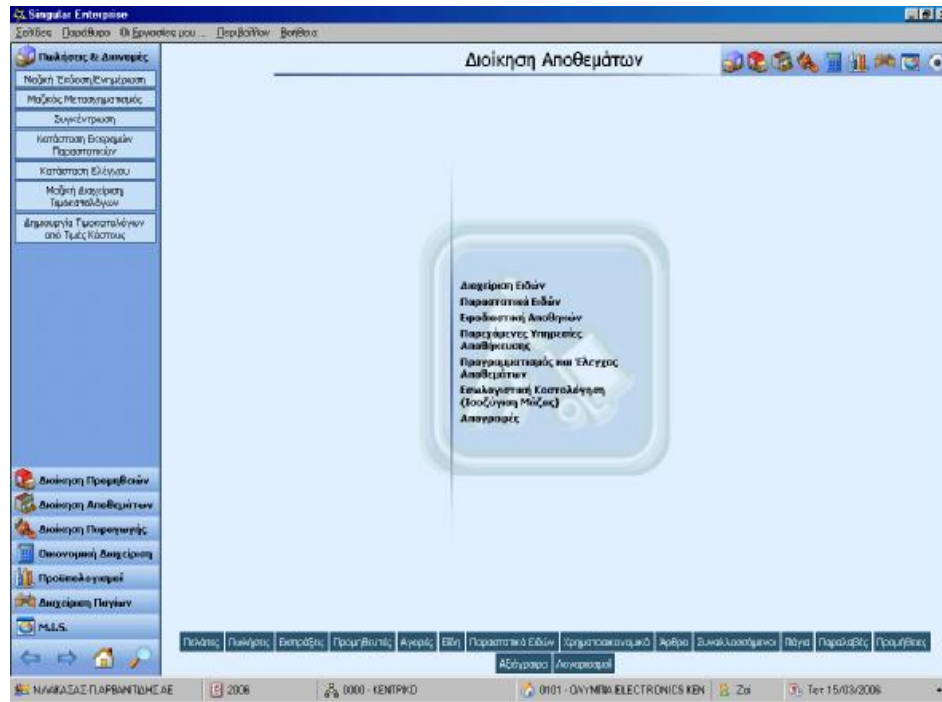 Singular Enterprise
Σελίδες Παράθυρο Οι Εργασίες μου ... Περιβάλλον Βοήθεια
Πωλήσεις & Διανομές
Διοίκηση Αποθεμάτων
Μαζική Έκδοση/Ενημέρωση
Μαζικός Μετασχηματισμός
Συγκέντρωση
Κατάσταση Εκκρεμών
Παραστατικών
Κατάσταση Ελέγχου
Μαζική Διαχείριση
Τιμοκαταλόγων
Δημιουργία Τιμοκαταλόγων
από Τιμές Κόστους
Διαχείριση Ειδών
Παραστατικά Ειδών
Εφοδιαστική Αποθηκών
Παρεχόμενες Υπηρεσίες
Αποθήκευσης
Προγραμματισμός και Έλεγχος
Αποθεμάτων
Εσωλογιστική Κοστολόγηση
(Ισοζύγιση Μάζας)
Απογραφές
Διοίκηση Προμηθειών
Διοίκηση Αποθεμάτων
Διοίκηση Παραγωγής
Οικονομική Διαχείριση
Προϋπολογισμοί
Διαχείριση Παγίων
M.I.S.
Πελάτες Πωλήσεις Εισπράξεις Προμηθευτές Αγορές Είδη Παραστατικά Ειδών Χρηματοοικονομικά Άρθρα Συναλλασσόμενοι Πάγια Παραλαβές Προμήθειες
Αξιόγραφα Λογαριασμοί
2006 0000 - ΚΕΝΤΡΙΚΟ 0101 - ΟΛΥΜΠΙΑ ELECTRONICS ΚΕΝ Ζωί Τετ 15/03/2006